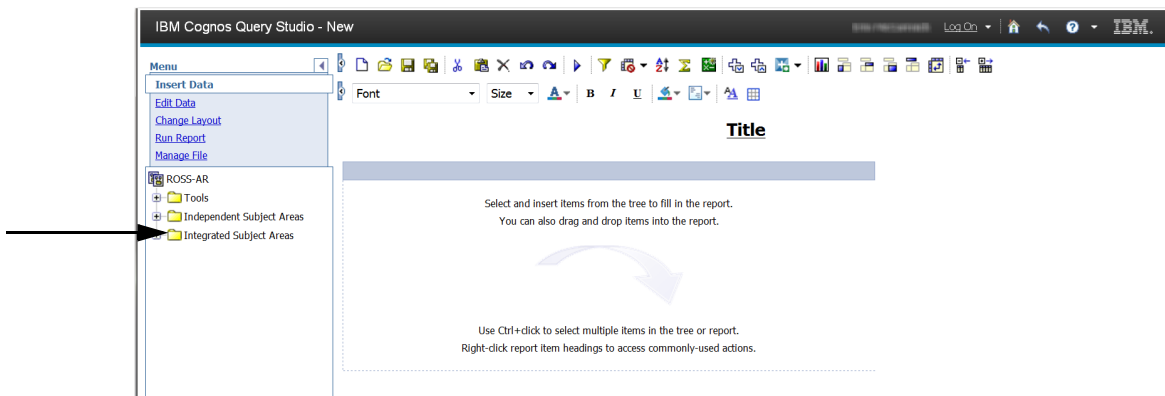 IBM Cognos Query Studio - New
Log On
IBM.
Menu
Insert Data
Edit Data
Change Layout
Run Report
Manage File
ROSS-AR
Tools
Independent Subject Areas
Integrated Subject Areas
Font Size A B I U
Title
Select and insert items from the tree to fill in the report.
You can also drag and drop items into the report.
Use Ctrl+click to select multiple items in the tree or report.
Right-click report item headings to access commonly-used actions.